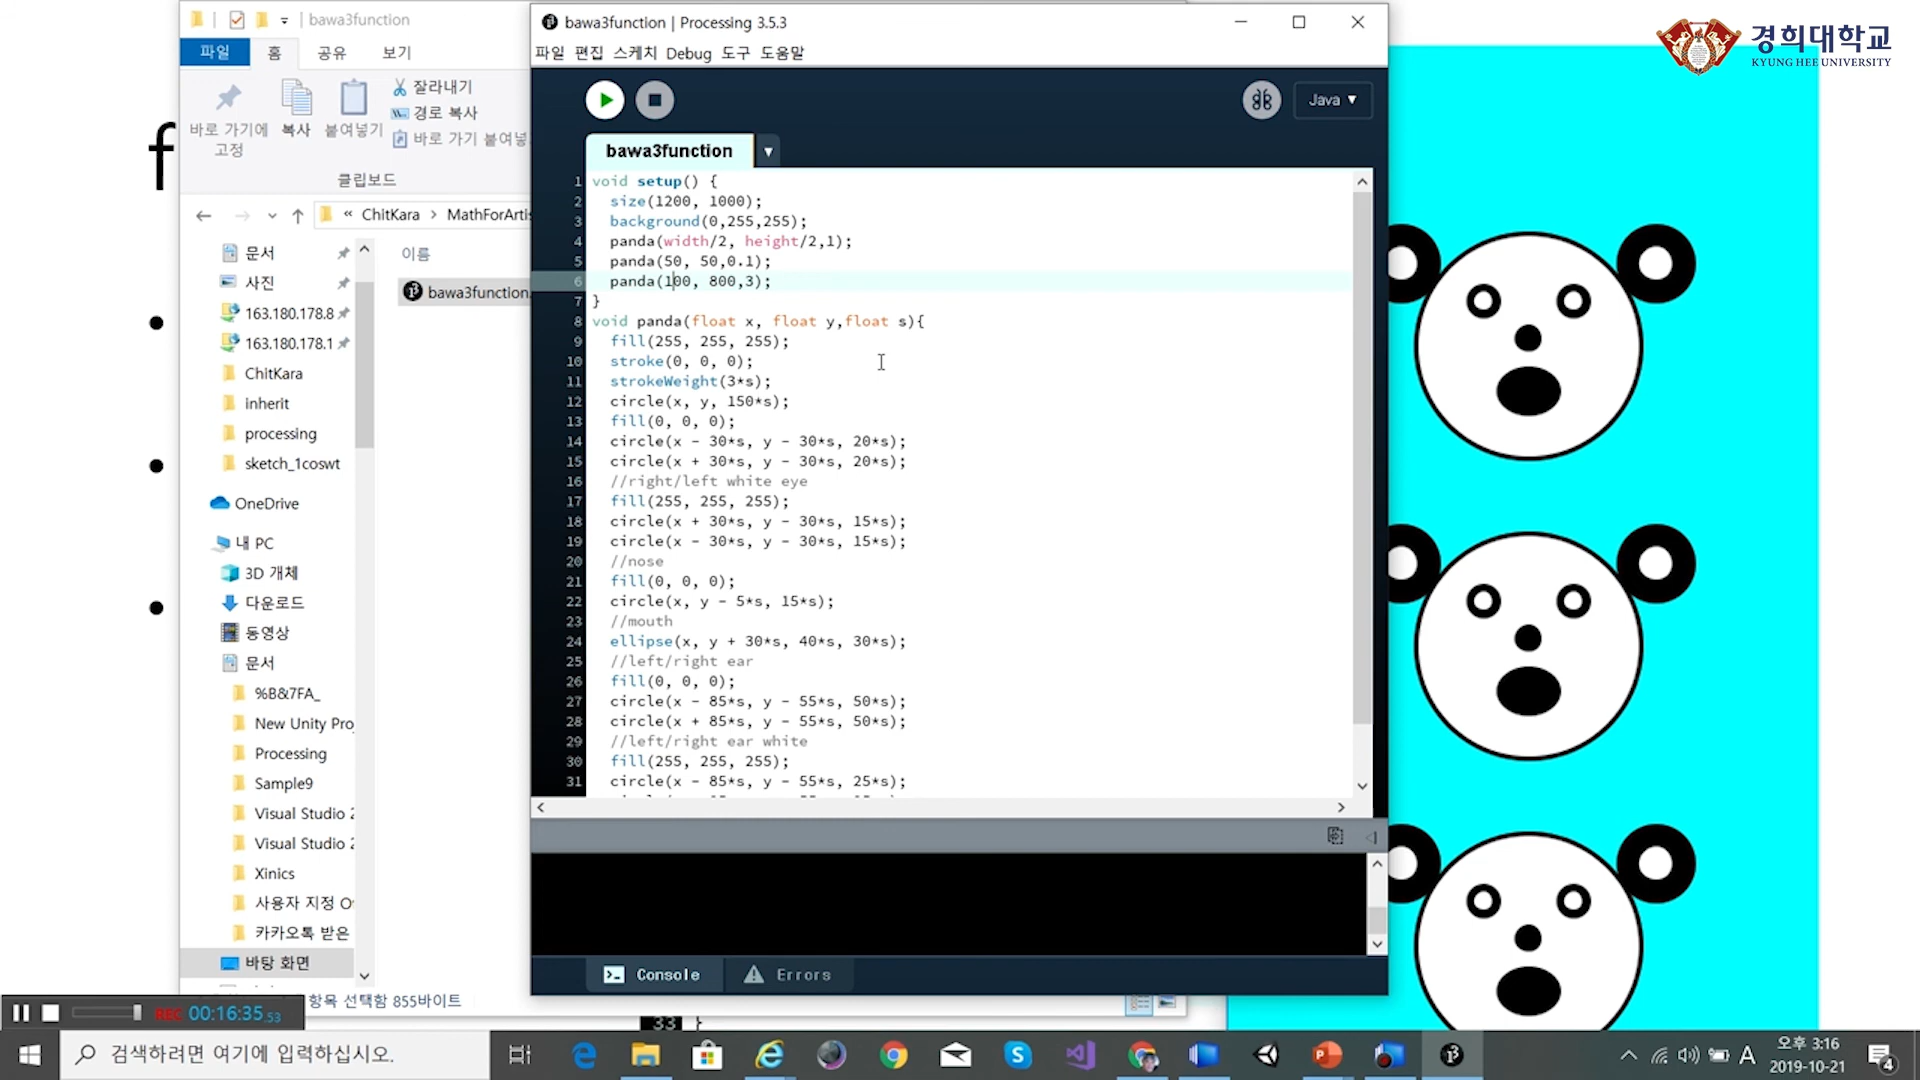 bawa3function
파일
홈
공유
보기
잘라내기
경로 복사
바로 가기 붙여넣
바로 가기에 고정
복사
붙여넣기
클립보드
« ChitKara > MathForArti
이름
bawa3function.
문서
사진
163.180.178.8
163.180.178.1
ChitKara
inherit
processing
sketch_1coswt
OneDrive
내 PC
3D 개체
다운로드
동영상
문서
%B&7FA_
New Unity Pro
Processing
Sample9
Visual Studio 2
Visual Studio 2
Xinics
사용자 지정 O
카카오톡 받은
바탕 화면
항목 선택함 855바이트
f
bawa3function | Processing 3.5.3
파일 편집 스케치 Debug 도구 도움말
Java ▼
bawa3function ▼
1 void setup() {
2 size(1200, 1000);
3 background(0,255,255);
4 panda(width/2, height/2,1);
5 panda(50, 50,0.1);
6 panda(100, 800,3);
7 }
8 void panda(float x, float y,float s){
9 fill(255, 255, 255);
10 stroke(0, 0, 0);
11 strokeWeight(3*s);
12 circle(x, y, 150*s);
13 fill(0, 0, 0);
14 circle(x - 30*s, y - 30*s, 20*s);
15 circle(x + 30*s, y - 30*s, 20*s);
16 //right/left white eye
17 fill(255, 255, 255);
18 circle(x + 30*s, y - 30*s, 15*s);
19 circle(x - 30*s, y - 30*s, 15*s);
20 //nose
21 fill(0, 0, 0);
22 circle(x, y - 5*s, 15*s);
23 //mouth
24 ellipse(x, y + 30*s, 40*s, 30*s);
25 //left/right ear
26 fill(0, 0, 0);
27 circle(x - 85*s, y - 55*s, 50*s);
28 circle(x + 85*s, y - 55*s, 50*s);
29 //left/right ear white
30 fill(255, 255, 255);
31 circle(x - 85*s, y - 55*s, 25*s);
Console
Errors
33 }
경희대학교
KYUNG HEE UNIVERSITY
REC 00:16:35.53
검색하려면 여기에 입력하십시오.
A
오후 3:16
2019-10-21
4